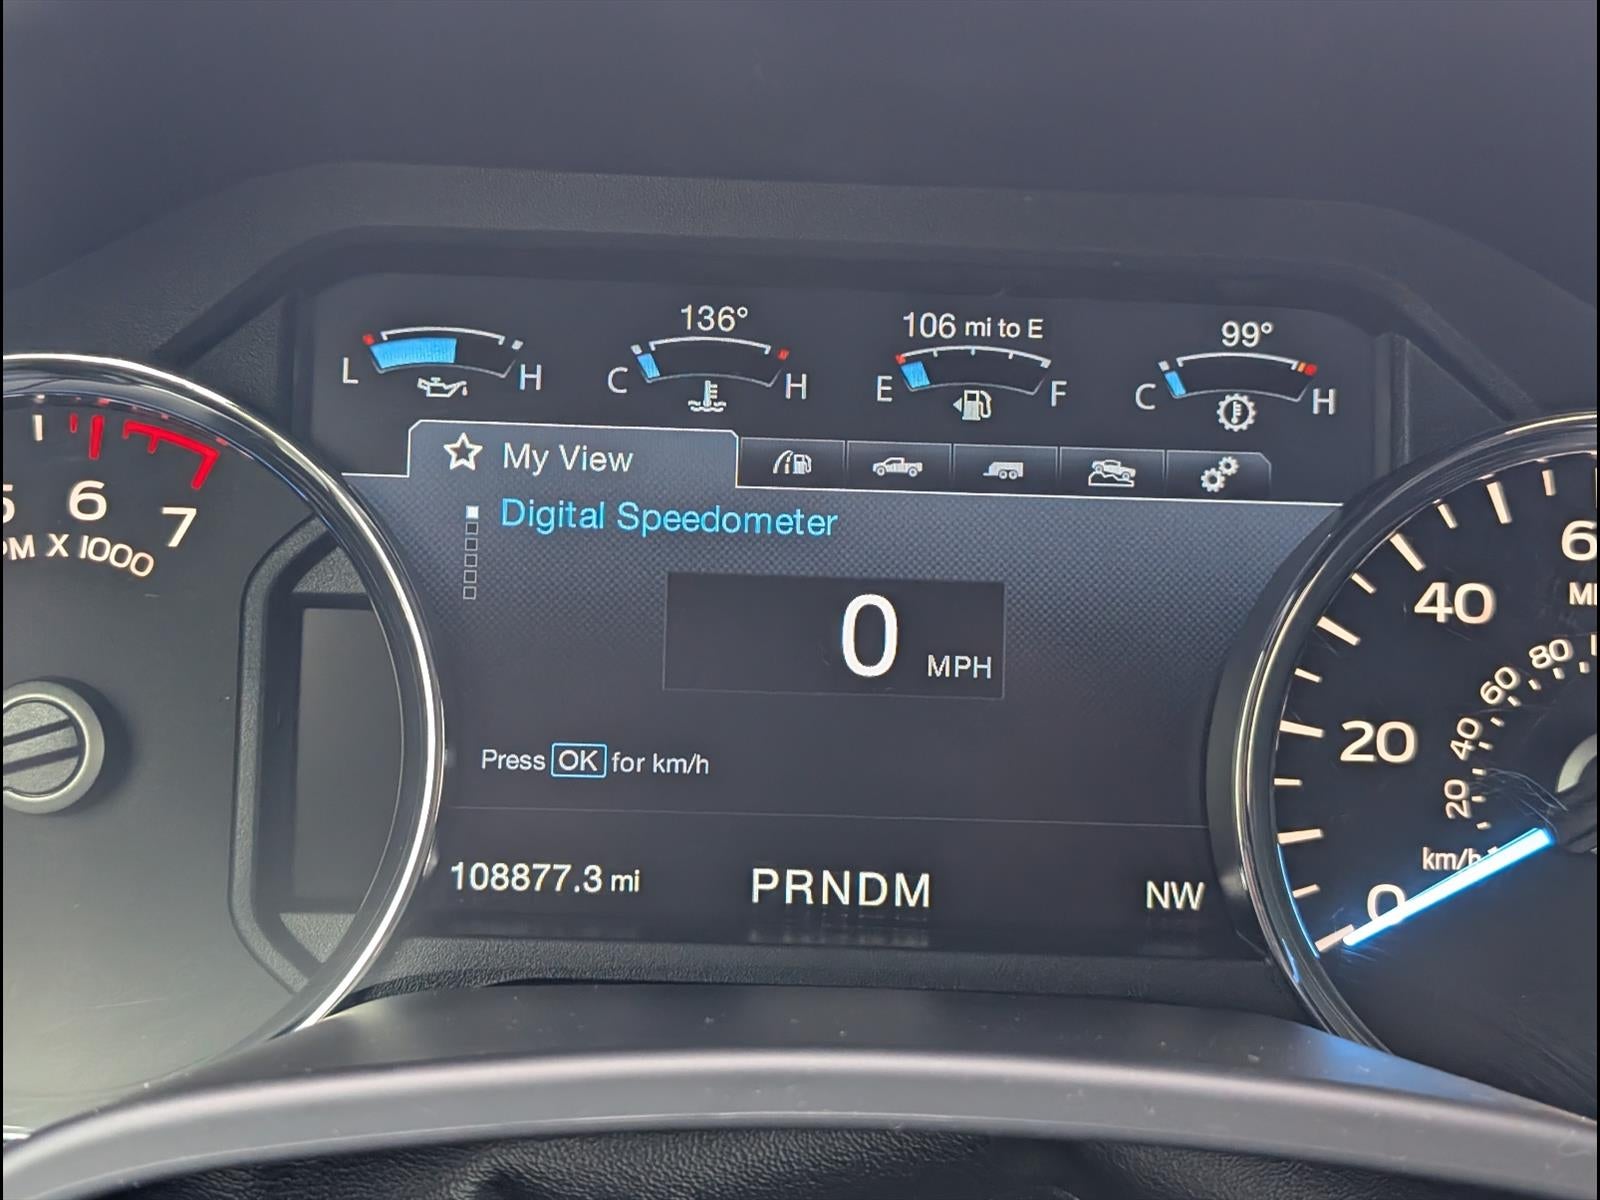 136°
106 mi to E
99°
L H
C H
E F
C H
My View
Digital Speedometer
0 MPH
Press OK for km/h
108877.3 mi
PRNDM
NW
6
7
X 1000
0
20
40
km/h
20
40
60
80